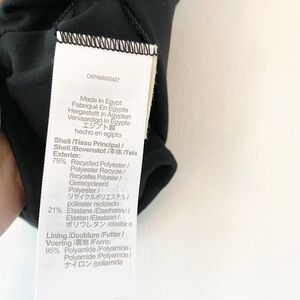 Made In Egypt
Fabriqué En Egypte
Hergestellt In Ägypten
Vervaardigd In Egypte
エジプト製
hecho en egipto
Shell /Tissu Principal /
Shell /Bovenstof /本体 /Tela
Exterior:
79% Recycled Polyester/
Polyester Recyclé /
Recyceltes Polyester /
Gerecycleerd
Polyester /
リサイクルポリエステル /
poliester reciclado
21% Elastane /Elasthanne /
Elastan /Elasteen /
ポリウレタン /elastano
Lining /Doublure /Futter /
Voering /裏地 /Forro:
95% Polyamide /Polyamide /
Polyamid /Polyamide /
ナイロン /poliamida